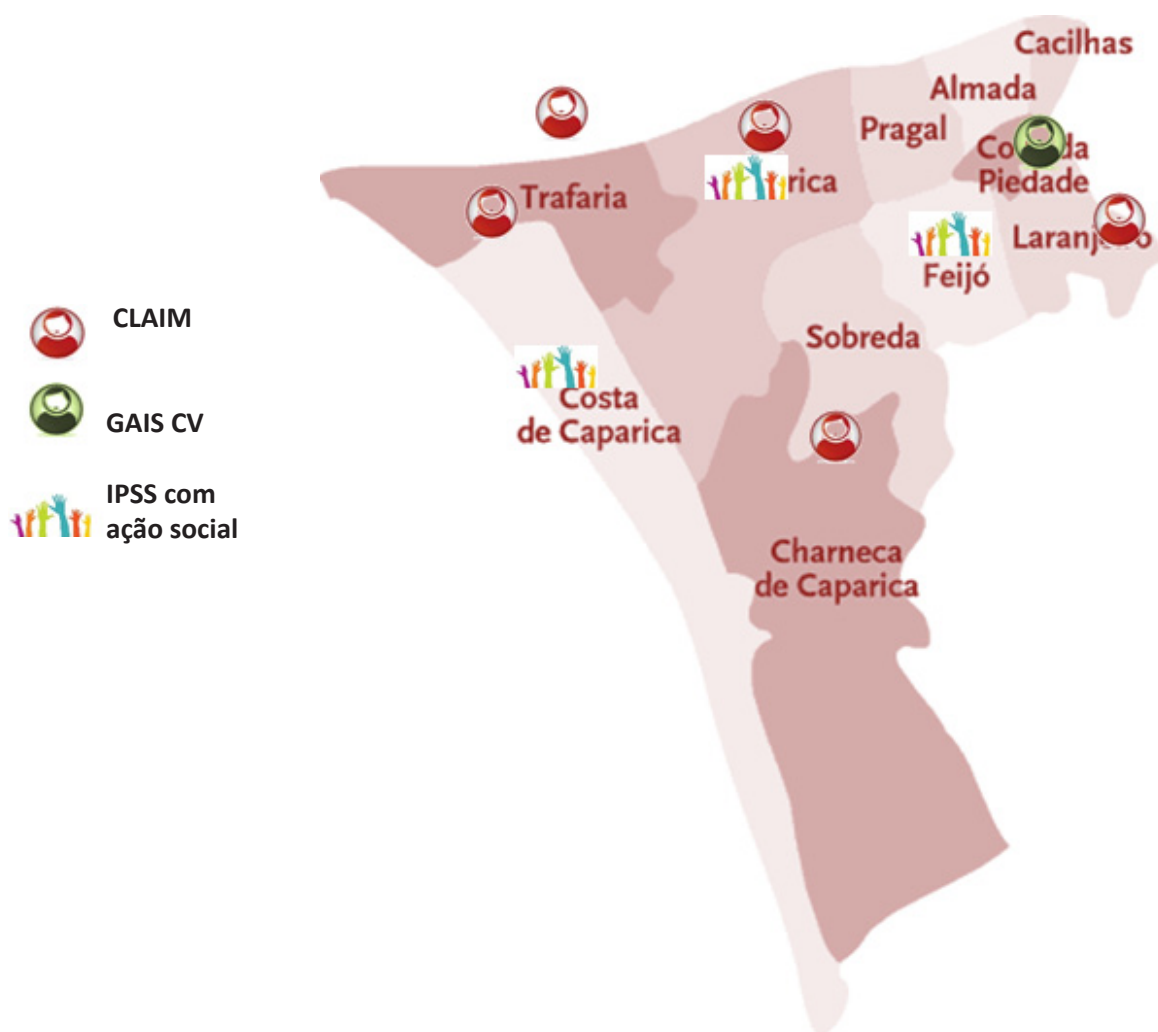 Cacilhas
Almada
Pragal
Piedade
Trafaria
Feijó
Sobreda
Costa
de Caparica
Charneca
de Caparica
CLAIM
GAIS CV
IPSS com
ação social